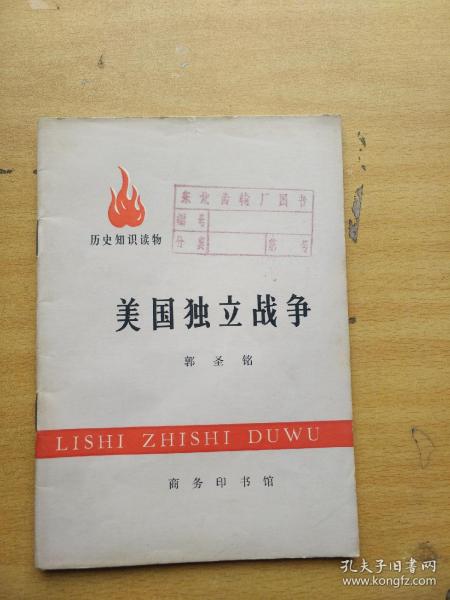 东北齿轮厂图书
编号
分类 第 号
历史知识读物
美国独立战争
郭圣铭
LISHI ZHISHI DUWU
商务印书馆
孔夫子旧书网
www.kongfz.com